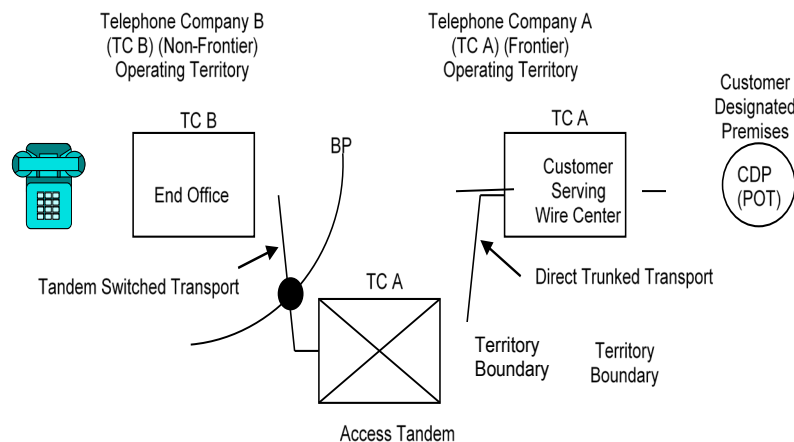 Telephone Company B
(TC B) (Non-Frontier)
Operating Territory
Telephone Company A
(TC A) (Frontier)
Operating Territory
Customer
Designated
Premises
TC B
BP
TC A
End Office
Customer
Serving
Wire Center
CDP
(POT)
Tandem Switched Transport
TC A
Direct Trunked Transport
Territory
Boundary
Territory
Boundary
Access Tandem